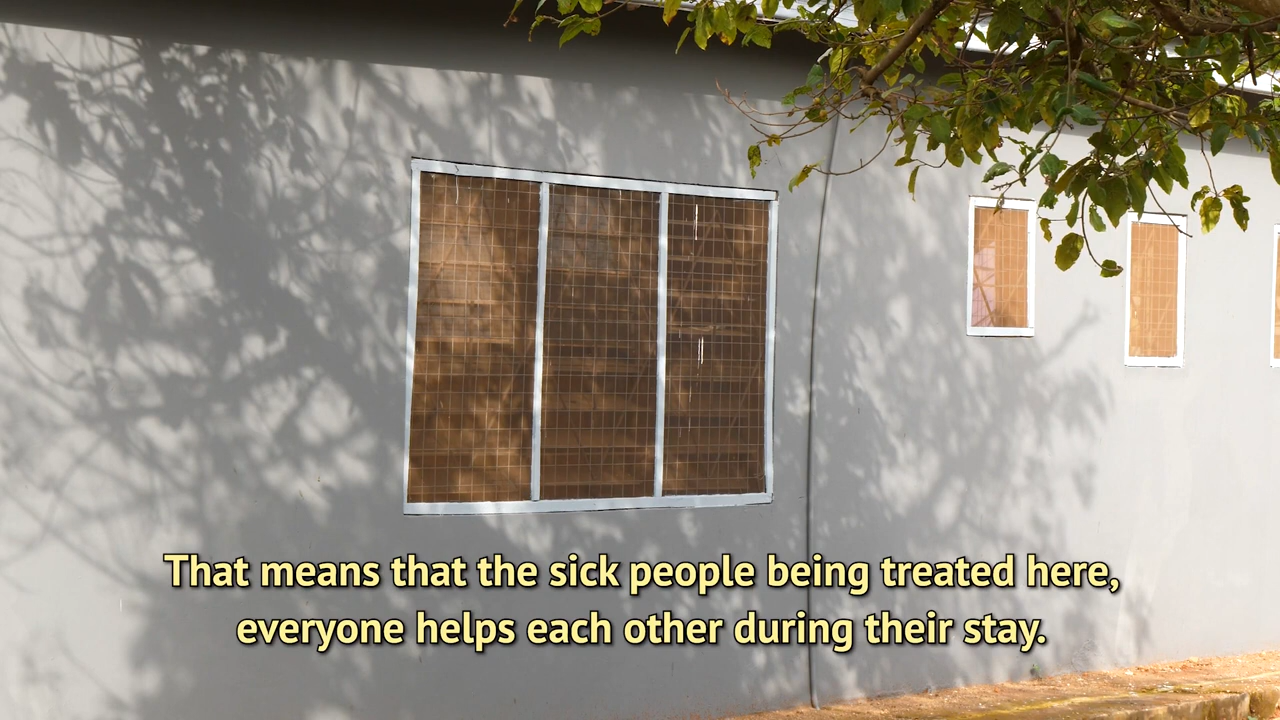 That means that the sick people being treated here,
everyone helps each other during their stay.